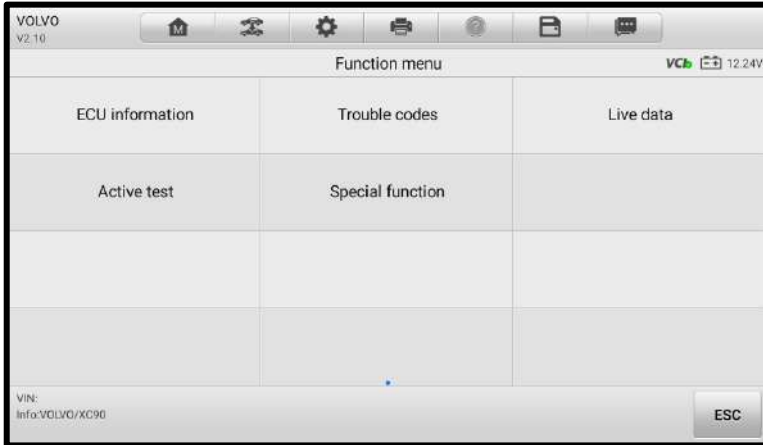 VOLVO
V2.10
M
Function menu
VCI 12.24V
ECU information
Trouble codes
Live data
Active test
Special function
VIN:
Info:VOLVO/XC90
ESC